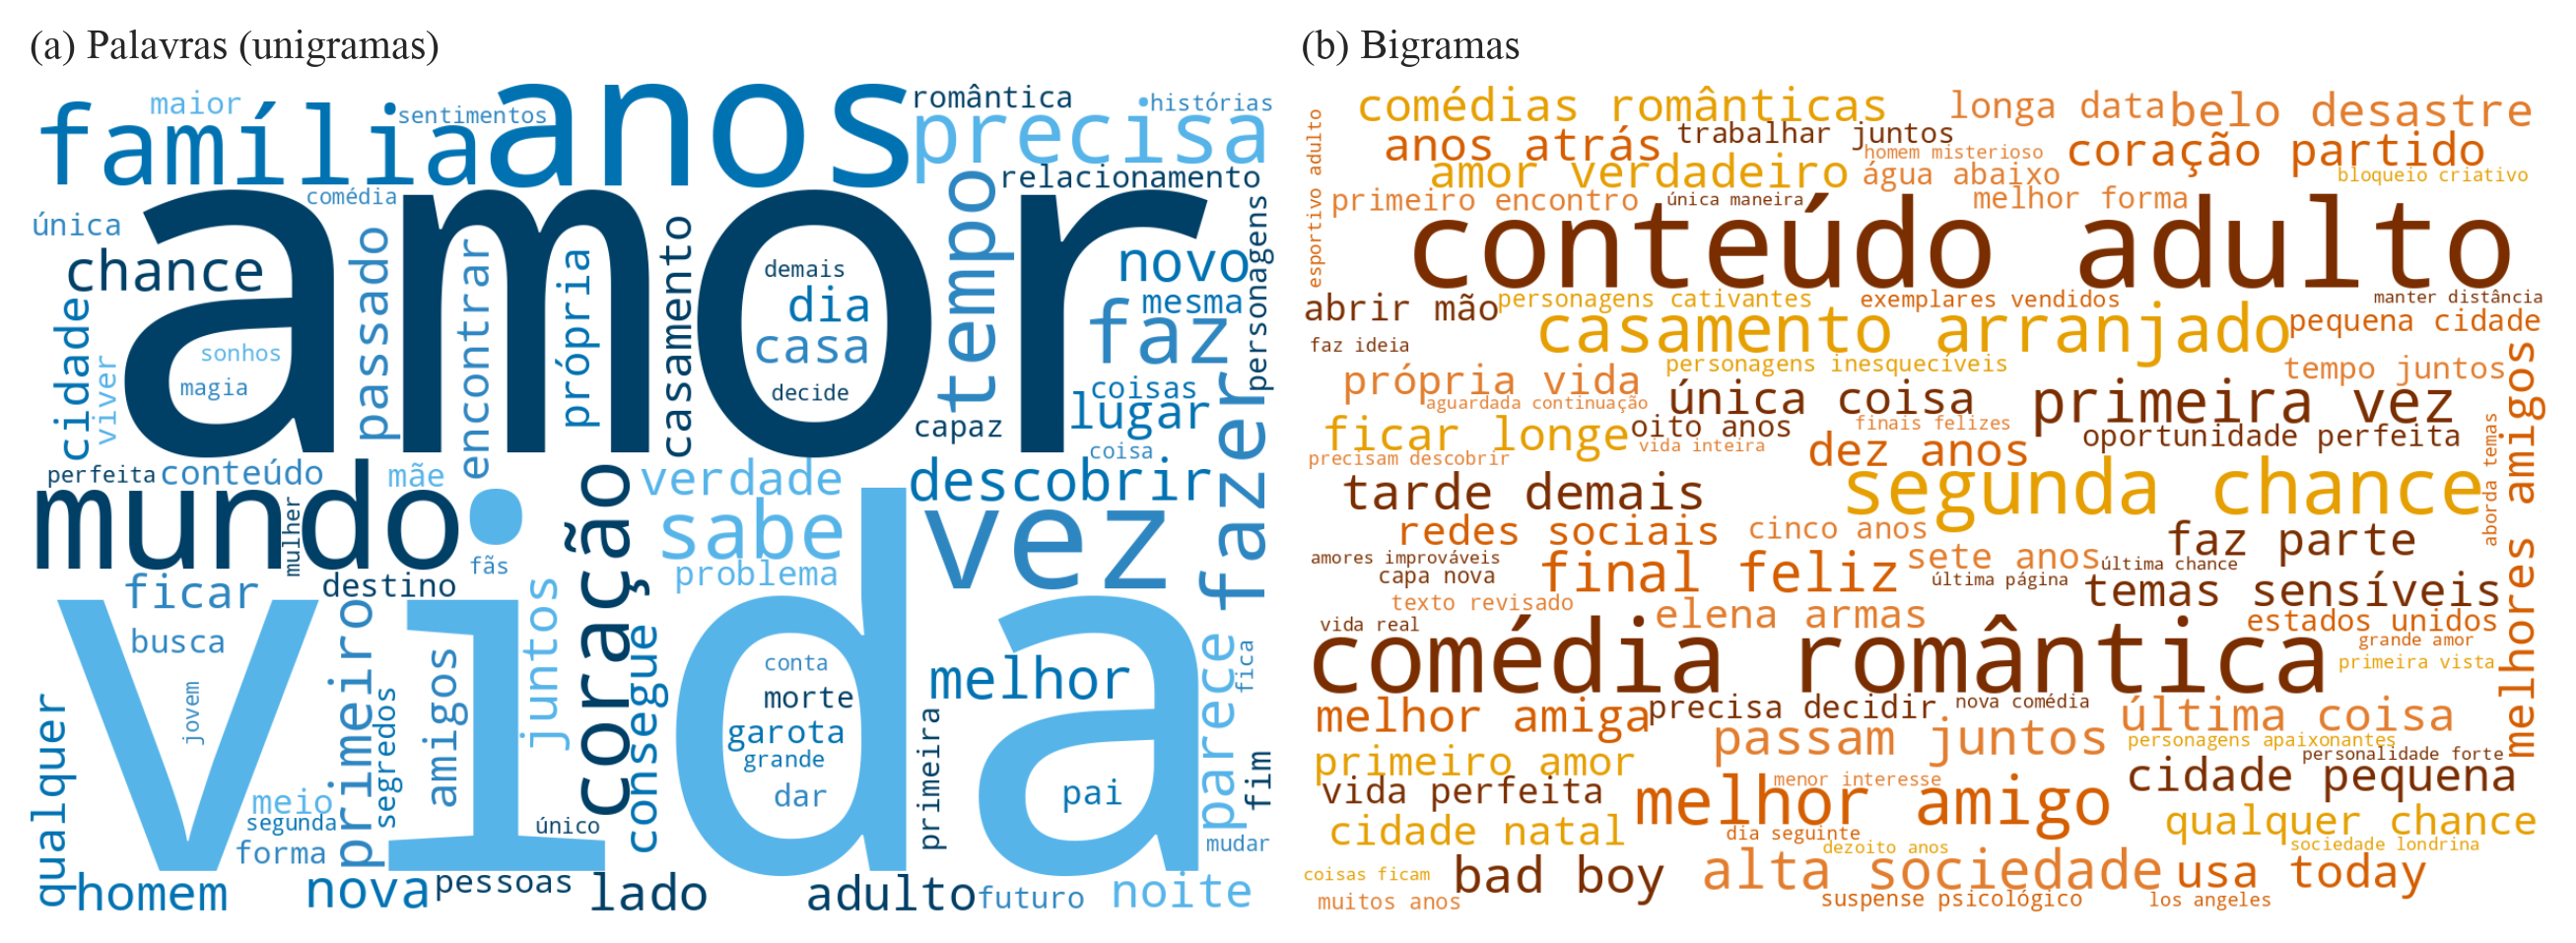 (a) Palavras (unigramas)
maior
sentimentos
família
anos
romântica
histórias
precisa
relacionamento
comédia
única
amor
chance
passado
encontrar
própria
casamento
demais
dia
casa
decide
tempo
novo
mesma
faz
personagens
coisas
lugar
capaz
coisa
cidade
viver
sonhos
magia
perfeita
conteúdo
mãe
verdade
descobrir
mundo
mulher
fãs
coração
sabe
problema
vez
fazer
ficar
destino
busca
vida
primeiro
juntos
amigos
segredos
jovem
consegue
conta
morte
garota
grande
dar
melhor
primeira
pai
parece
fica
fim
mudar
qualquer
meio
segunda
forma
único
homem
nova
pessoas
lado
adulto
futuro
noite
(b) Bigramas
esportivo adulto
comédias românticas
longa data
belo desastre
anos atrás
trabalhar juntos
homem misterioso
coração partido
amor verdadeiro
água abaixo
bloqueio criativo
primeiro encontro
única maneira
melhor forma
conteúdo adulto
abrir mão
personagens cativantes
exemplares vendidos
manter distância
casamento arranjado
pequena cidade
faz ideia
personagens inesquecíveis
tempo juntos
própria vida
aguardada continuação
única coisa
primeira vez
ficar longe
oito anos
finais felizes
oportunidade perfeita
vida inteira
precisam descobrir
dez anos
melhores amigos
aborda temas
tarde demais
segunda chance
redes sociais
cinco anos
faz parte
amores improváveis
capa nova
final feliz
sete anos
última chance
última página
temas sensíveis
texto revisado
elena armas
estados unidos
vida real
grande amor
comédia romântica
primeira vista
melhor amiga
precisa decidir
nova comédia
última coisa
passam juntos
personagens apaixonantes
personalidade forte
primeiro amor
menor interesse
cidade pequena
vida perfeita
melhor amigo
cidade natal
dia seguinte
qualquer chance
dezoito anos
sociedade londrina
coisas ficam
bad boy
alta sociedade
usa today
muitos anos
suspense psicológico
los angeles